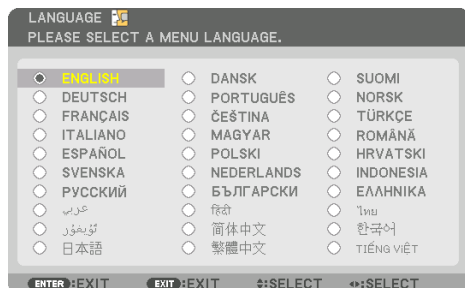 LANGUAGE
PLEASE SELECT A MENU LANGUAGE.
ENGLISH DANSK SUOMI
DEUTSCH PORTUGUÊS NORSK
FRANÇAIS ČEŠTINA TÜRKÇE
ITALIANO MAGYAR ROMÂNĂ
ESPAÑOL POLSKI HRVATSKI
SVENSKA NEDERLANDS INDONESIA
РУССКИЙ БЪЛГАРСКИ ΕΛΛΗΝΙΚΑ
عربي हिंदी ไทย
ئۇيغۇر 简体中文 한국어
日本語 繁體中文 TIẾNG VIỆT
ENTER:EXIT EXIT:EXIT :SELECT :SELECT